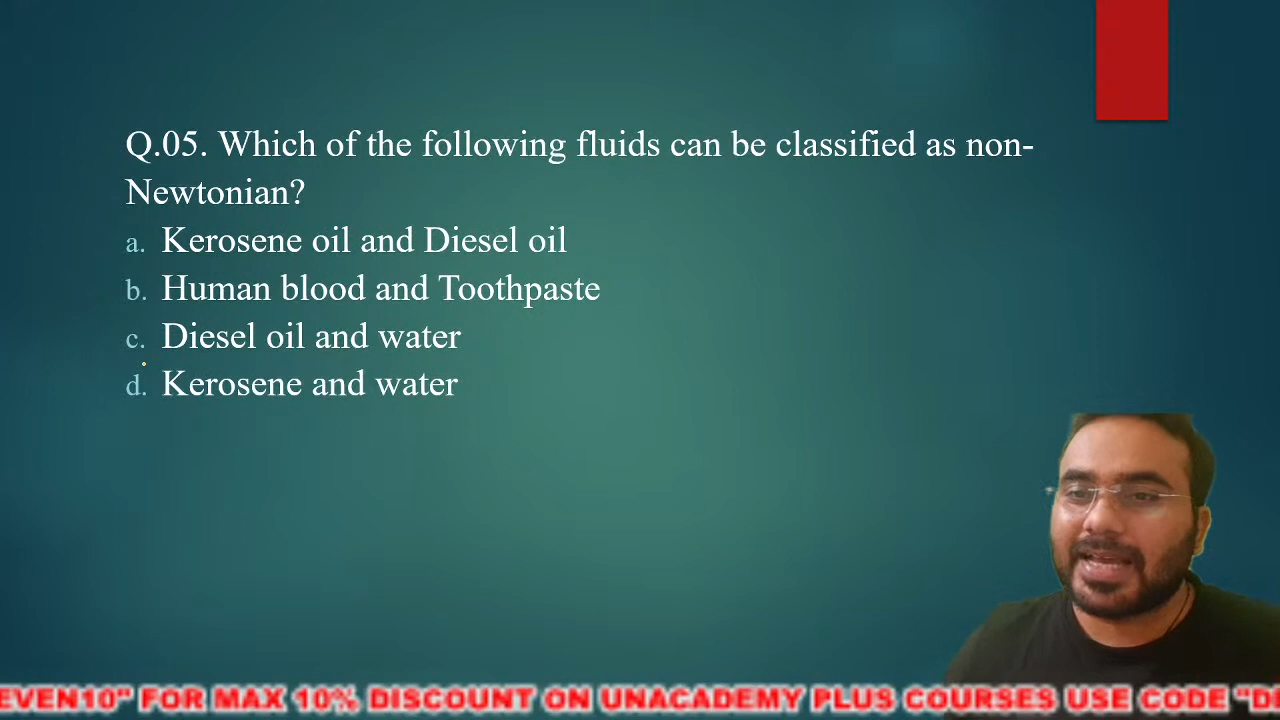 Q.05. Which of the following fluids can be classified as non-
Newtonian?
a. Kerosene oil and Diesel oil
b. Human blood and Toothpaste
c. Diesel oil and water
d. Kerosene and water
EVEN10" FOR MAX 10% DISCOUNT ON UNACADEMY PLUS COURSES USE CODE "D